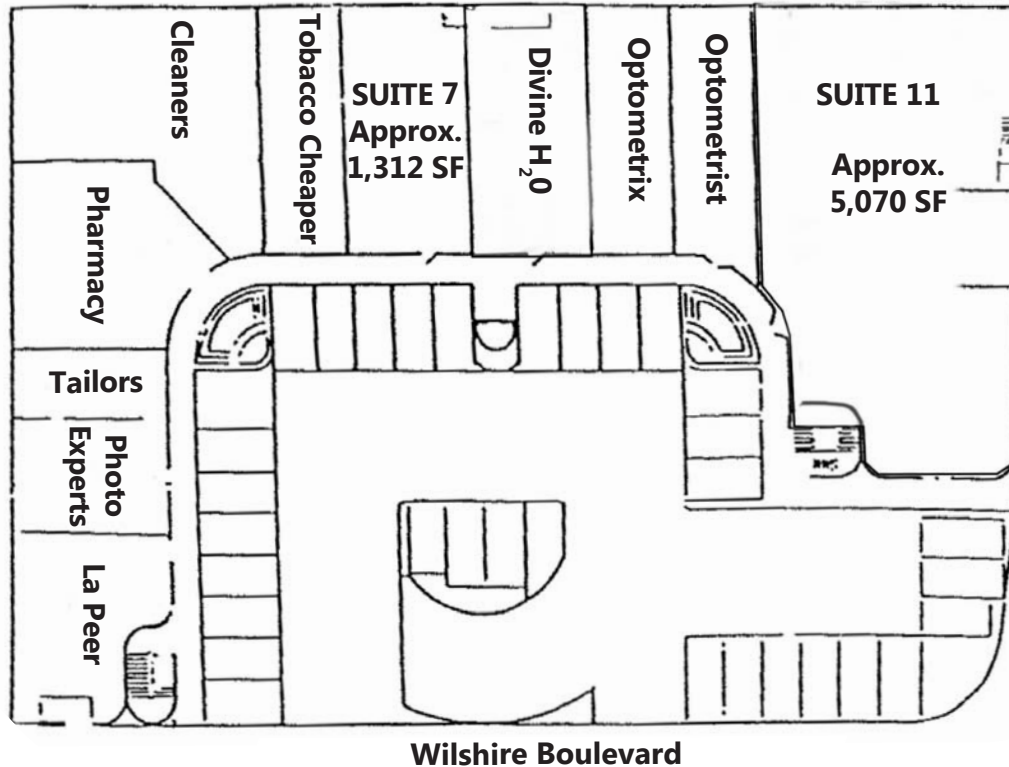 Cleaners
Tobacco Cheaper
SUITE 7
Approx.
1,312 SF
Divine H₂0
Optometrix
Optometrist
SUITE 11
Approx.
5,070 SF
Pharmacy
Tailors
Photo
Experts
La Peer
Wilshire Boulevard